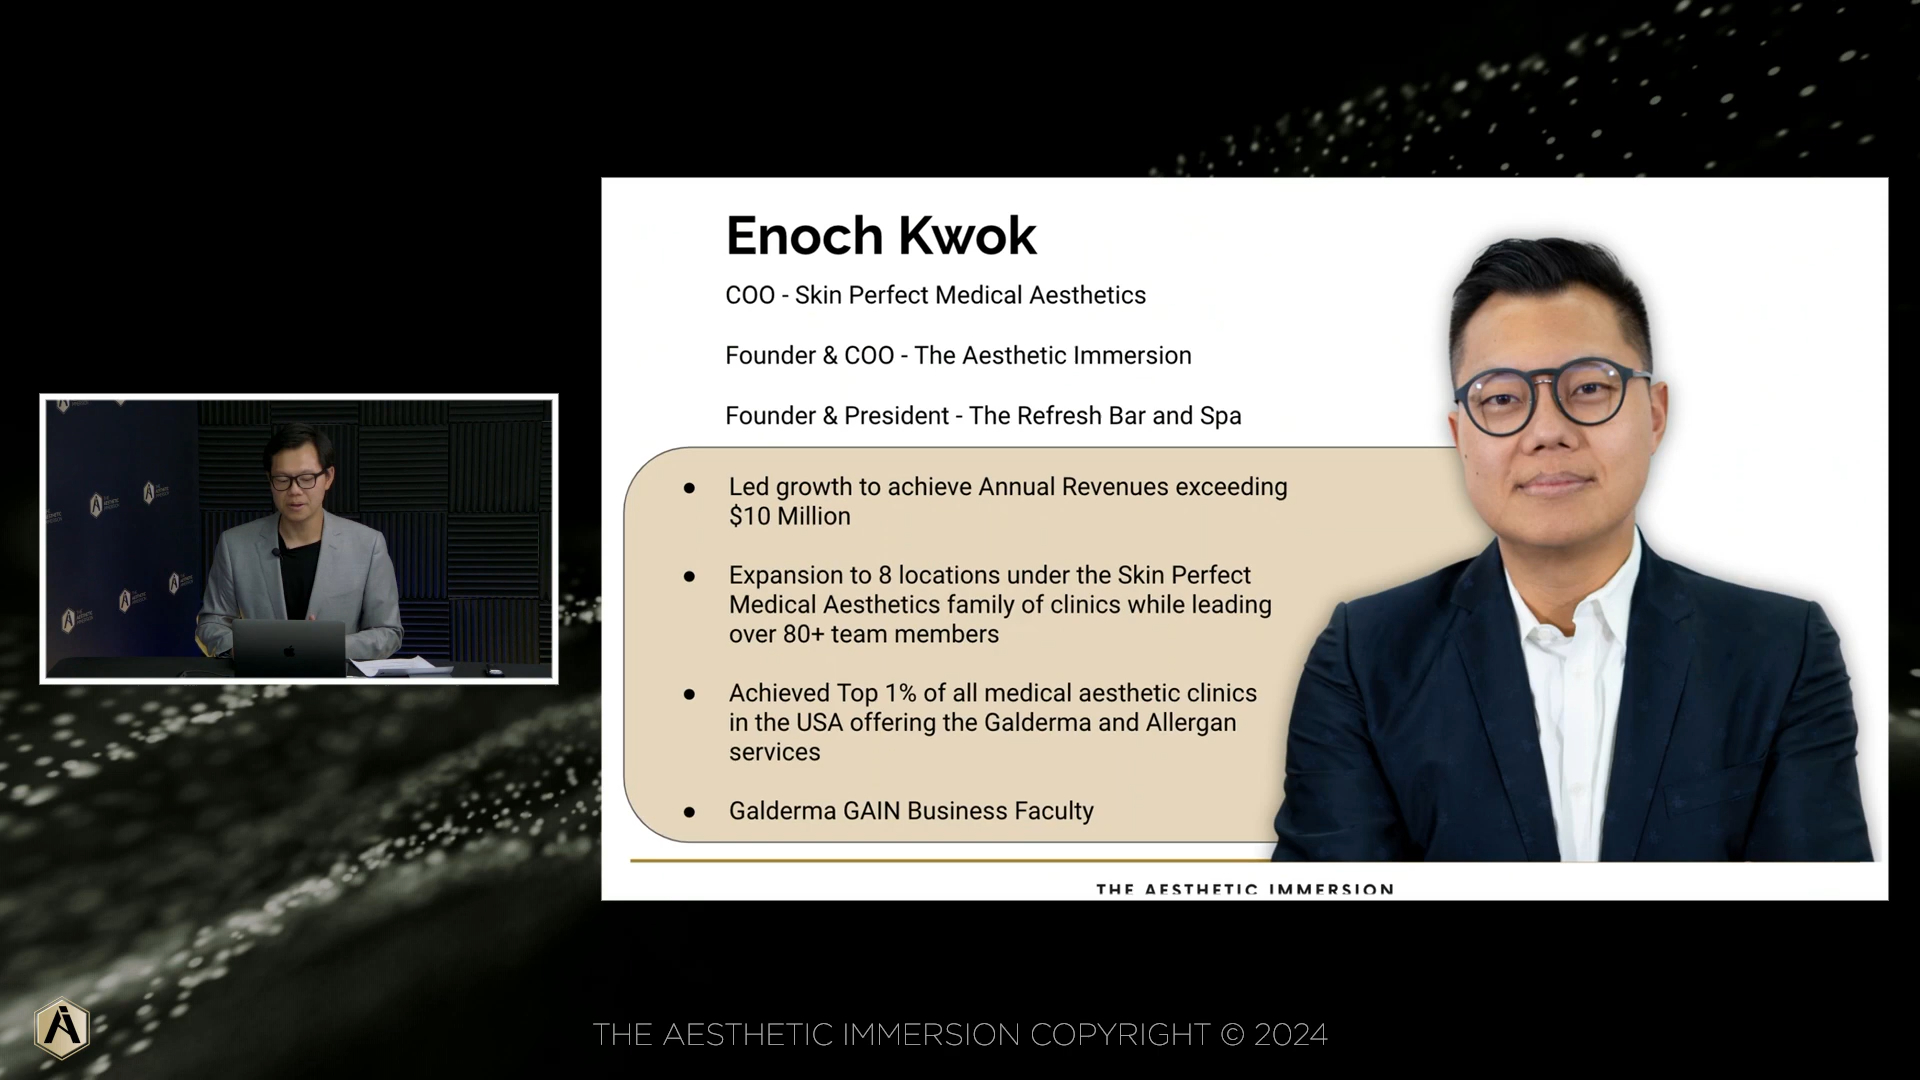 Enoch Kwok
COO - Skin Perfect Medical Aesthetics
Founder & COO - The Aesthetic Immersion
Founder & President - The Refresh Bar and Spa
● Led growth to achieve Annual Revenues exceeding
$10 Million
● Expansion to 8 locations under the Skin Perfect
Medical Aesthetics family of clinics while leading
over 80+ team members
● Achieved Top 1% of all medical aesthetic clinics
in the USA offering the Galderma and Allergan
services
● Galderma GAIN Business Faculty
THE AESTHETIC IMMERSION
THE AESTHETIC IMMERSION COPYRIGHT © 2024